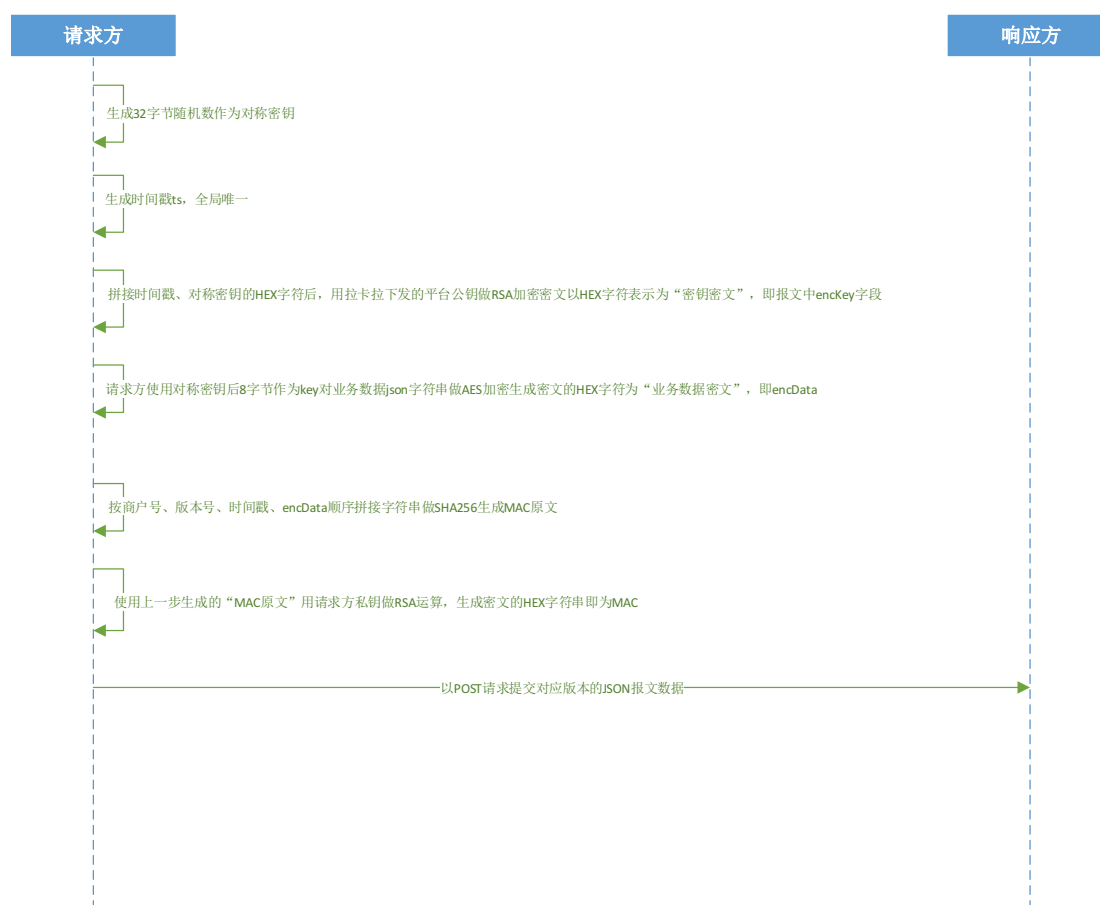 请求方
响应方
生成32字节随机数作为对称密钥
生成时间戳ts，全局唯一
拼接时间戳、对称密钥的HEX字符后，用拉卡拉下发的平台公钥做RSA加密密文以HEX字符表示为“密钥密文”，即报文中encKey字段
请求方使用对称密钥后8字节作为key对业务数据json字符串做AES加密生成密文的HEX字符为“业务数据密文”，即encData
按商户号、版本号、时间戳、encData顺序拼接字符串做SHA256生成MAC原文
使用上一步生成的“MAC原文”用请求方私钥做RSA运算，生成密文的HEX字符串即为MAC
以POST请求提交对应版本的JSON报文数据